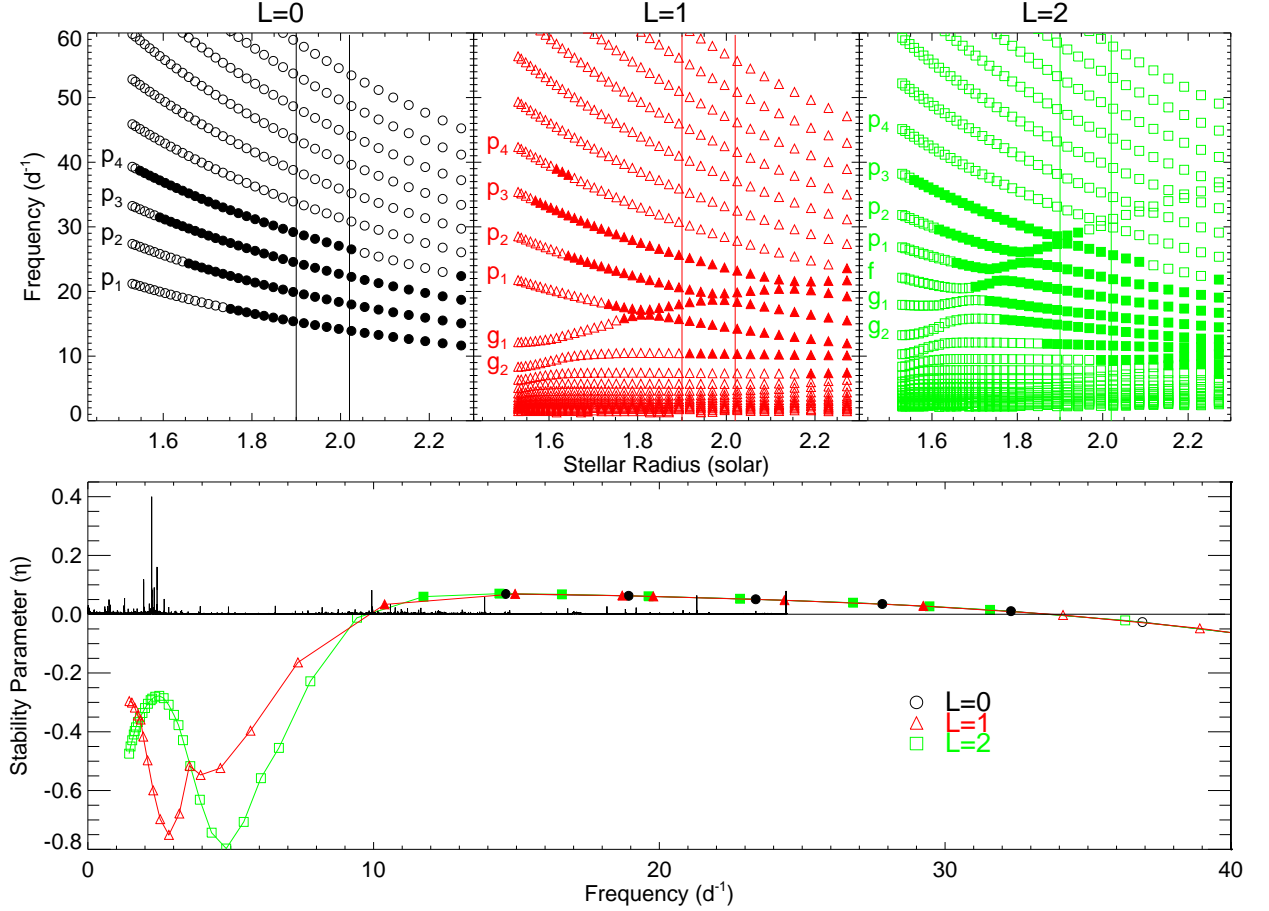 L=0 L=1 L=2
Frequency (d⁻¹)
60
50
40
30
20
10
0
p₄
p₃
p₂
p₁
p₄
p₃
p₂
p₁
g₁
g₂
p₄
p₃
p₂
p₁
f
g₁
g₂
1.6 1.8 2.0 2.2 1.6 1.8 2.0 2.2 1.6 1.8 2.0 2.2
Stellar Radius (solar)
Stability Parameter (η)
0.4
0.2
0.0
-0.2
-0.4
-0.6
-0.8
L=0
L=1
L=2
0 10 20 30 40
Frequency (d⁻¹)